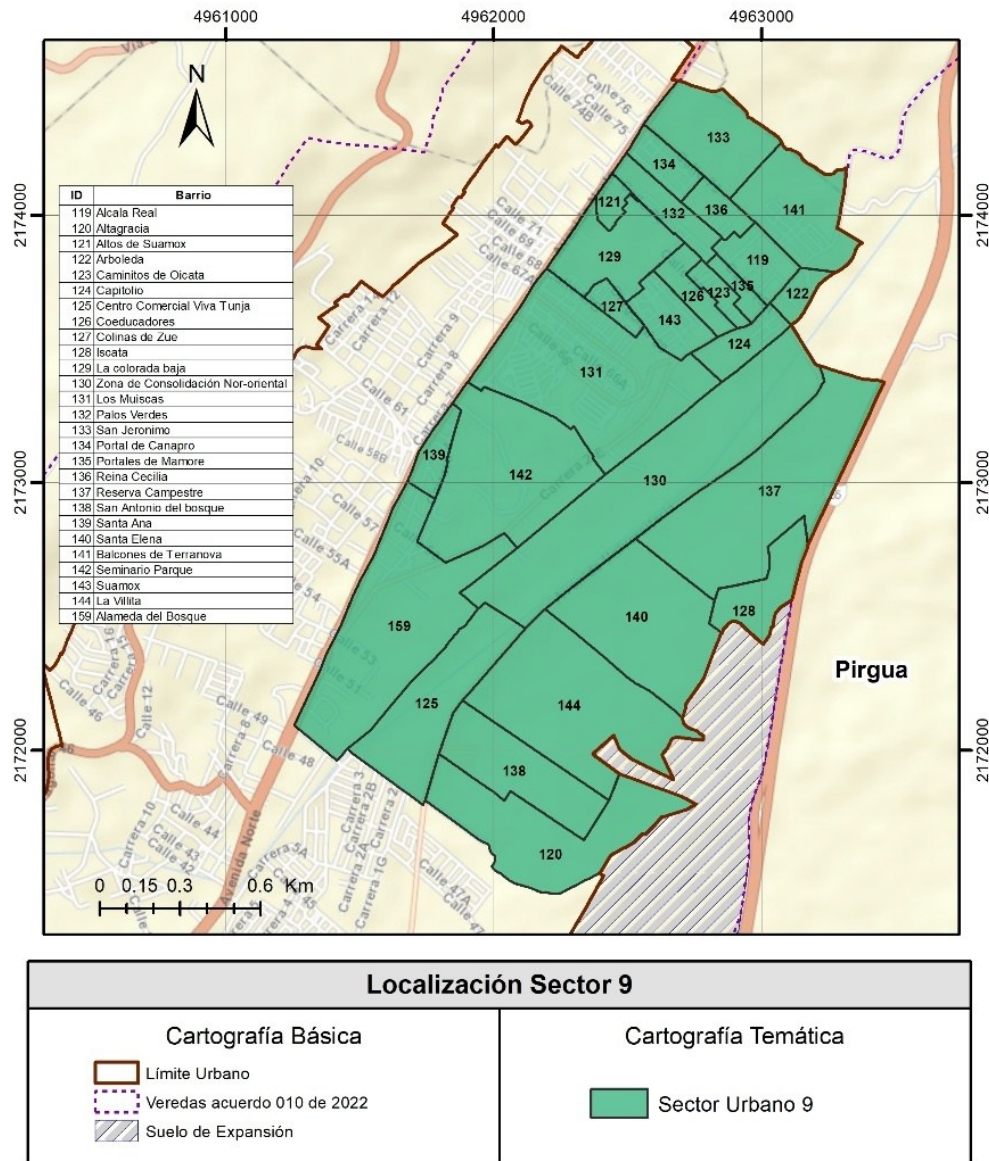 4961000 4962000 4963000
N
2174000 2174000
2173000 2173000
2172000 2172000
ID Barrio
119 Alcala Real
120 Altagracia
121 Altos de Suamox
122 Arboleda
123 Caminitos de Oicata
124 Capitolio
125 Centro Comercial Viva Tunja
126 Coeducadores
127 Colinas de Zue
128 Iscata
129 La colorada baja
130 Zona de Consolidación Nor-oriental
131 Los Muiscas
132 Palos Verdes
133 San Jeronimo
134 Portal de Canapro
135 Portales de Mamore
136 Reina Cecilia
137 Reserva Campestre
138 San Antonio del bosque
139 Santa Ana
140 Santa Elena
141 Balcones de Terranova
142 Seminario Parque
143 Suamox
144 La Villita
159 Alameda del Bosque
Calle 76
Calle 75
Calle 74B
Calle 71
Calle 69
Calle 68
Calle 67A
Carrera 12
Carrera 9
Carrera 8
Calle 61
Calle 58B
Carrera 10
Calle 57
Calle 55A
Calle 54
Calle 53
Calle 51
Calle 49
Calle 48
Carrera 8
Calle 46
Carrera 16
Carrera 15
Calle 12
Carrera 10
Calle 44
Calle 43
Calle 42
Avenida Norte
Carrera 5A
Calle 45
Carrera 3
Carrera 2B
Carrera 2A
Carrera 1G
Calle 47A
133
134
121
132
136
141
129
119
126
123
135
122
127
143
124
131
139
142
130
137
159
140
128
125
144
138
120
Pirgua
0 0.15 0.3 0.6 Km
Localización Sector 9
Cartografía Básica
Límite Urbano
Veredas acuerdo 010 de 2022
Suelo de Expansión
Cartografía Temática
Sector Urbano 9